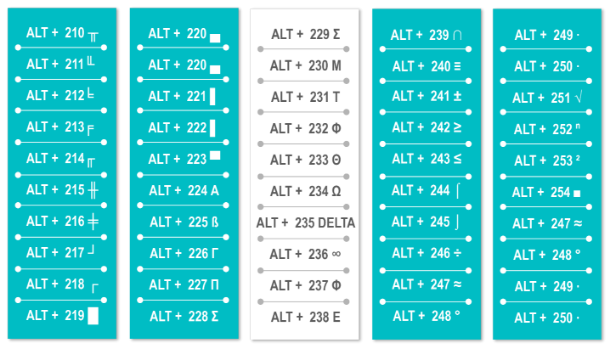 ALT + 210 ╥
ALT + 211 ╙
ALT + 212 ╘
ALT + 213 ╒
ALT + 214 ╓
ALT + 215 ╫
ALT + 216 ╪
ALT + 217 ┘
ALT + 218 ┌
ALT + 219 █
ALT + 220 ▄
ALT + 220 ▄
ALT + 221 ▌
ALT + 222 ▌
ALT + 223 ▀
ALT + 224 Α
ALT + 225 ß
ALT + 226 Γ
ALT + 227 Π
ALT + 228 Σ
ALT + 229 Σ
ALT + 230 Μ
ALT + 231 Τ
ALT + 232 Φ
ALT + 233 Θ
ALT + 234 Ω
ALT + 235 DELTA
ALT + 236 ∞
ALT + 237 Φ
ALT + 238 Ε
ALT + 239 ∩
ALT + 240 ≡
ALT + 241 ±
ALT + 242 ≥
ALT + 243 ≤
ALT + 244 ⌠
ALT + 245 ⌡
ALT + 246 ÷
ALT + 247 ≈
ALT + 248 °
ALT + 249 ·
ALT + 250 ·
ALT + 251 √
ALT + 252 ⁿ
ALT + 253 ²
ALT + 254 ■
ALT + 247 ≈
ALT + 248 °
ALT + 249 ·
ALT + 250 ·